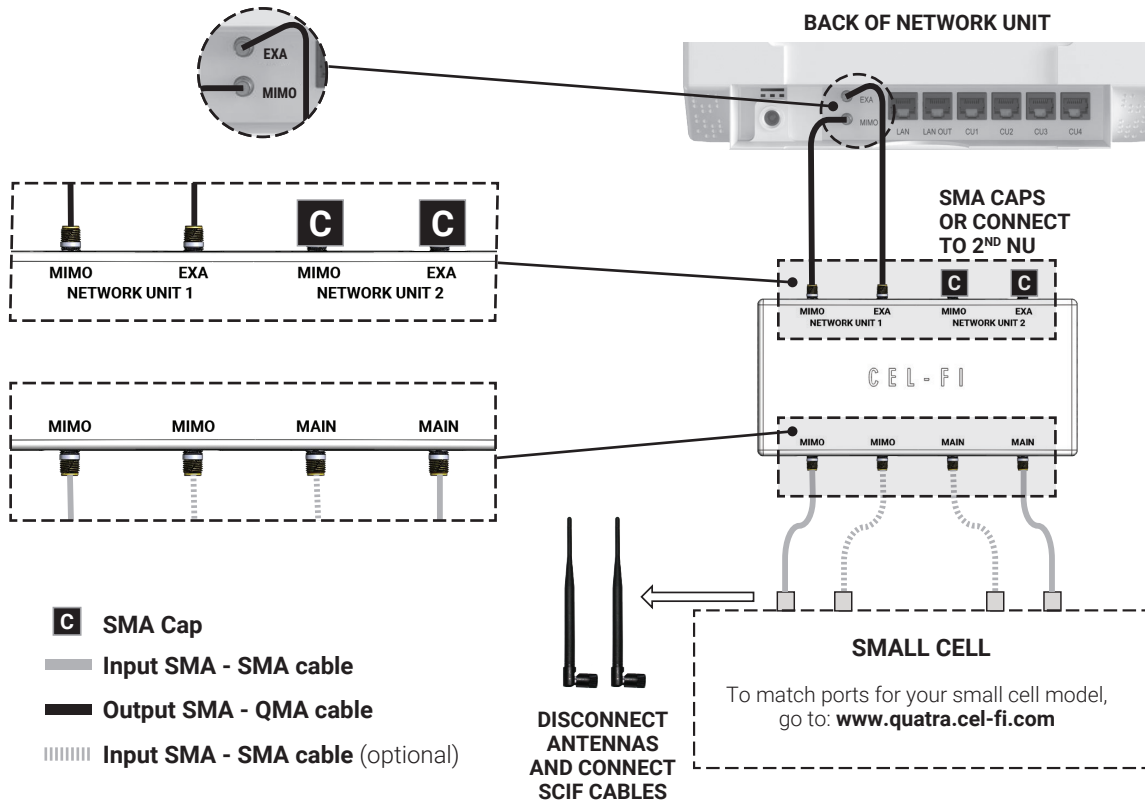 BACK OF NETWORK UNIT
EXA
MIMO
EXA
MIMO
LAN
LAN OUT
CU1
CU2
CU3
CU4
SMA CAPS
OR CONNECT
TO 2ND NU
C
C
MIMO
EXA
MIMO
EXA
NETWORK UNIT 1
NETWORK UNIT 2
C
C
MIMO
EXA
MIMO
EXA
NETWORK UNIT 1
NETWORK UNIT 2
CEL-FI
MIMO
MIMO
MAIN
MAIN
MIMO
MIMO
MAIN
MAIN
C SMA Cap
Input SMA - SMA cable
Output SMA - QMA cable
Input SMA - SMA cable (optional)
DISCONNECT
ANTENNAS
AND CONNECT
SCIF CABLES
SMALL CELL
To match ports for your small cell model,
go to: www.quatra.cel-fi.com